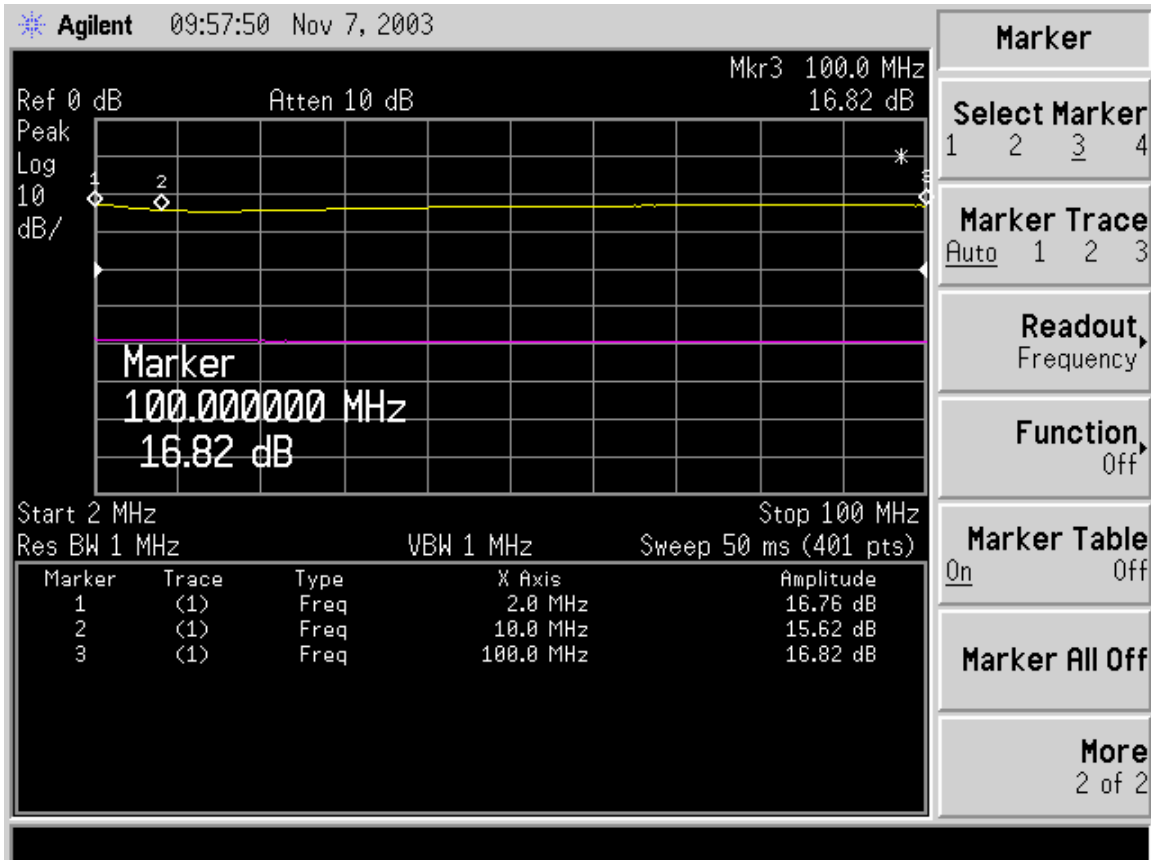 Agilent 09:57:50 Nov 7, 2003
Mkr3 100.0 MHz
Ref 0 dB Atten 10 dB 16.82 dB
Peak
Log
10
dB/
1
2
3
*
Marker
100.000000 MHz
16.82 dB
Start 2 MHz Stop 100 MHz
Res BW 1 MHz VBW 1 MHz Sweep 50 ms (401 pts)
Marker Trace Type X Axis Amplitude
1 (1) Freq 2.0 MHz 16.76 dB
2 (1) Freq 10.0 MHz 15.62 dB
3 (1) Freq 100.0 MHz 16.82 dB
Marker
Select Marker
1 2 3 4
Marker Trace
Auto 1 2 3
Readout
Frequency
Function
Off
Marker Table
On Off
Marker All Off
More
2 of 2